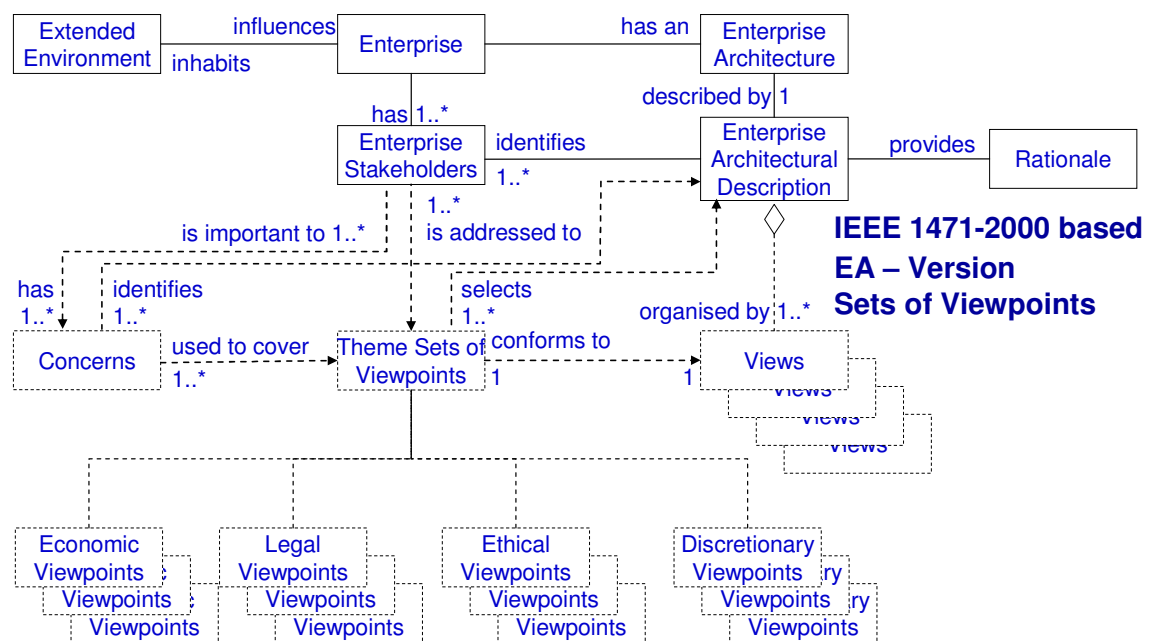 Extended
Environment
influences
inhabits
Enterprise
has an
Enterprise
Architecture
has 1..*
described by 1
Enterprise
Stakeholders
identifies
1..*
Enterprise
Architectural
Description
provides
Rationale
1..*
is important to 1..*
is addressed to
IEEE 1471-2000 based
EA – Version
Sets of Viewpoints
has
1..*
identifies
1..*
selects
1..*
organised by 1..*
Concerns
used to cover
1..*
Theme Sets of
Viewpoints
conforms to
1
1
Views
Views
Views
Views
Economic
Viewpoints
Viewpoints
Viewpoints
Legal
Viewpoints
Viewpoints
Viewpoints
Ethical
Viewpoints
Viewpoints
Viewpoints
Discretionary
Viewpoints
ry
Viewpoints
ry
Viewpoints